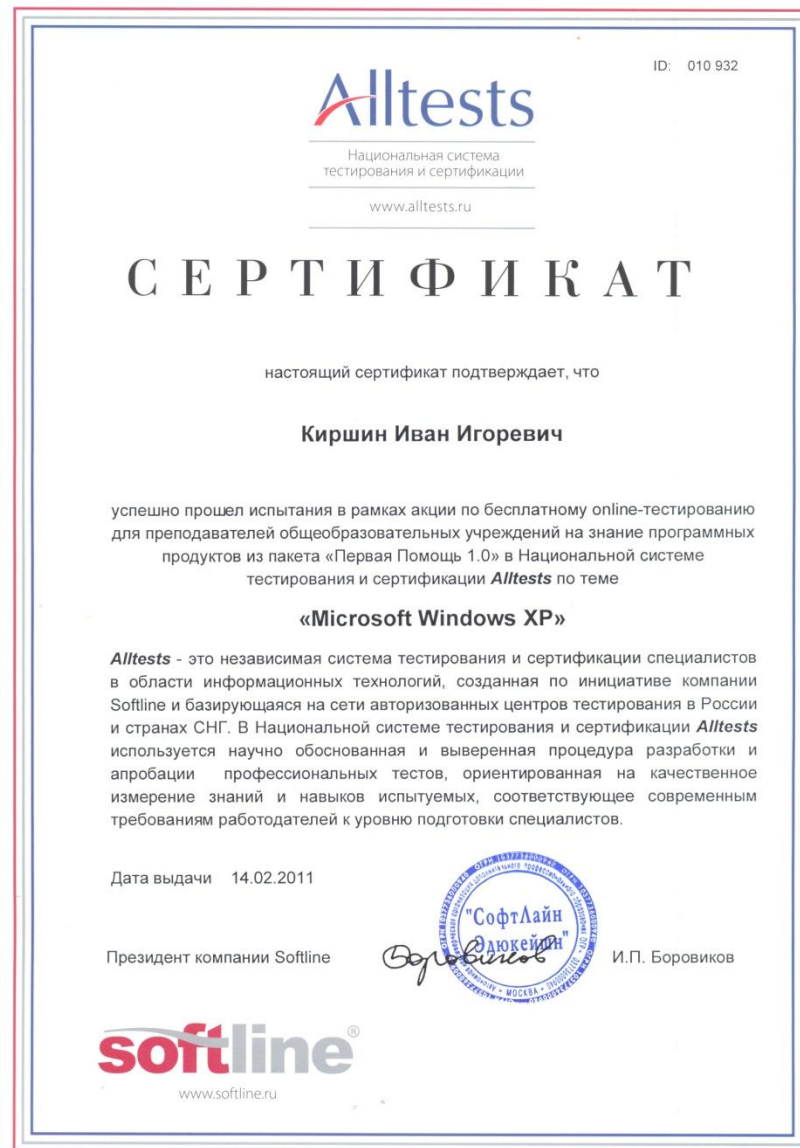 ID: 010 932
Alltests
Национальная система
тестирования и сертификации
www.alltests.ru
СЕРТИФИКАТ
настоящий сертификат подтверждает, что
Киршин Иван Игоревич
успешно прошел испытания в рамках акции по бесплатному online-тестированию
для преподавателей общеобразовательных учреждений на знание программных
продуктов из пакета «Первая Помощь 1.0» в Национальной системе
тестирования и сертификации Alltests по теме
«Microsoft Windows XP»
Alltests - это независимая система тестирования и сертификации специалистов
в области информационных технологий, созданная по инициативе компании
Softline и базирующаяся на сети авторизованных центров тестирования в России
и странах СНГ. В Национальной системе тестирования и сертификации Alltests
используется научно обоснованная и выверенная процедура разработки и
апробации профессиональных тестов, ориентированная на качественное
измерение знаний и навыков испытуемых, соответствующее современным
требованиям работодателей к уровню подготовки специалистов.
Дата выдачи 14.02.2011
"СофтЛайн
Эдюкейшн"
МОСКВА
Президент компании Softline
Боровиков
И.П. Боровиков
softline®
www.softline.ru